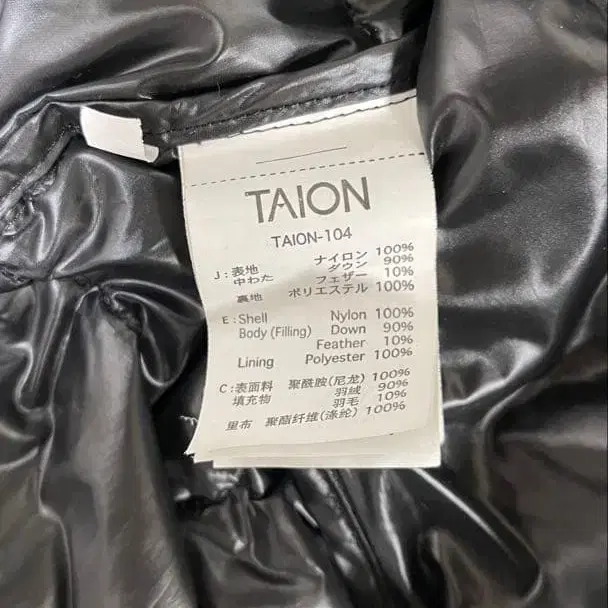 TAION
TAION-104
J:表地 ナイロン 100%
中わた ダウン 90%
フェザー 10%
裏地 ポリエステル 100%
E:Shell Nylon 100%
Body (Filling) Down 90%
Feather 10%
Lining Polyester 100%
C:表面料 聚酰胺(尼龙) 100%
填充物 羽绒 90%
羽毛 10%
里布 聚酯纤维(涤纶) 100%